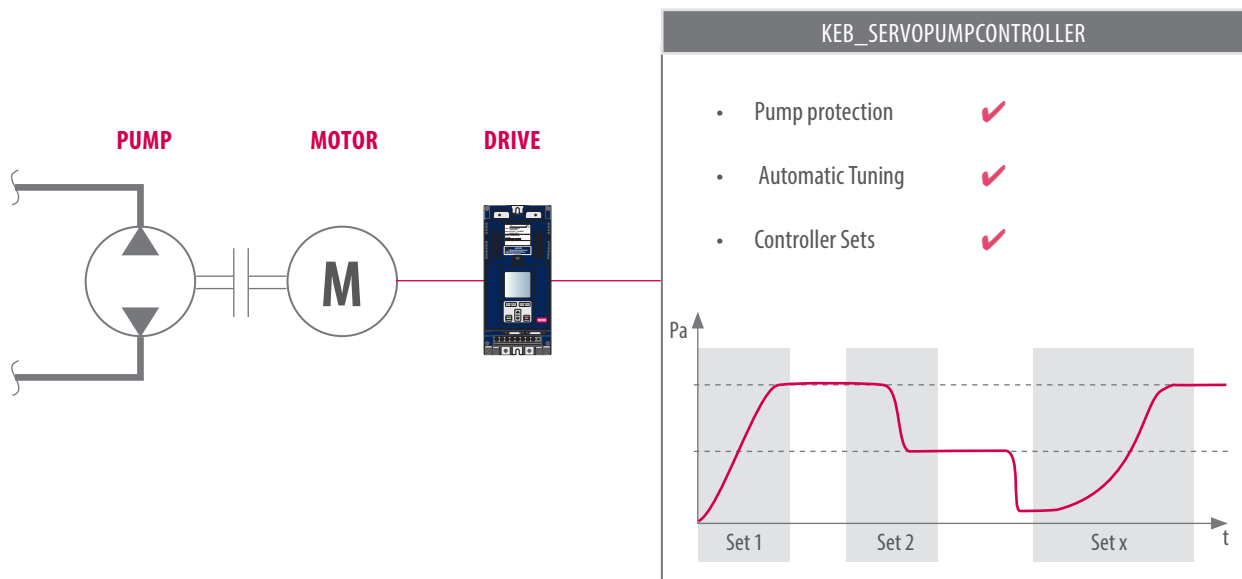 KEB_SERVOPUMPCONTROLLER
• Pump protection ✔
• Automatic Tuning ✔
• Controller Sets ✔
PUMP MOTOR DRIVE
M
Pa
Set 1 Set 2 Set x
t